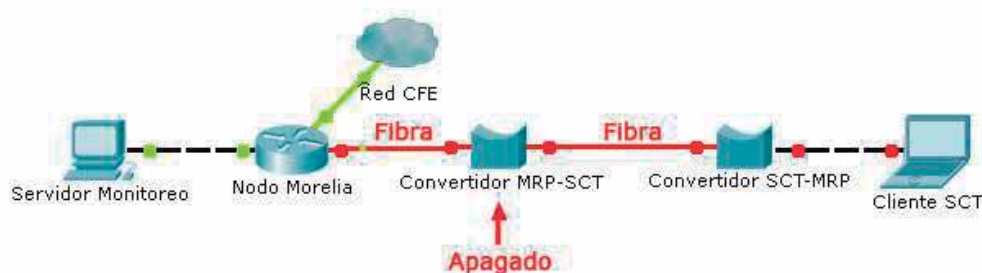 Red CFE
Fibra
Fibra
Servidor Monitoreo
Nodo Morelia
Convertidor MRP-SCT
Convertidor SCT-MRP
Cliente SCT
Apagado